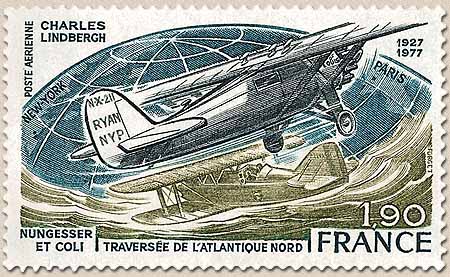 CHARLES
LINDBERGH
1927
1977
POSTE AERIENNE
NEW-YORK
PARIS
NX-211
RYAN
NYP
1,90
NUNGESSER
ET COLI
TRAVERSÉE DE L'ATLANTIQUE NORD
FRANCE